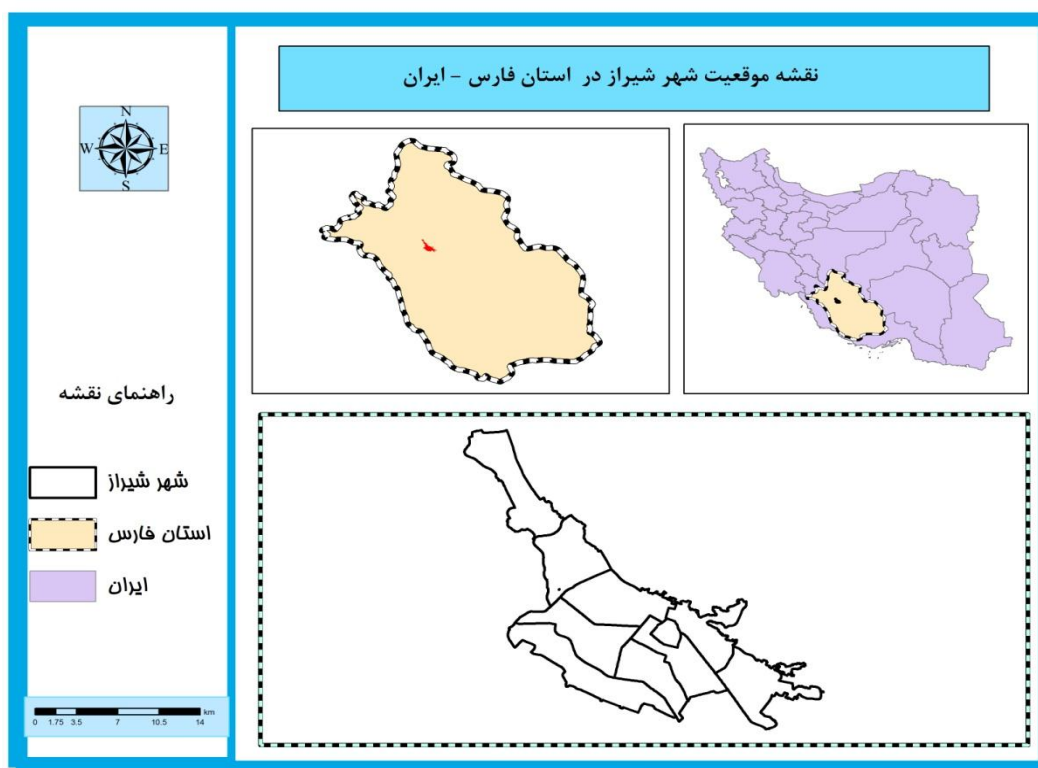 نقشه موقعیت شهر شیراز در استان فارس - ایران
N
W E
S
راهنمای نقشه
شهر شیراز
استان فارس
ایران
0 1.75 3.5 7 10.5 14 km